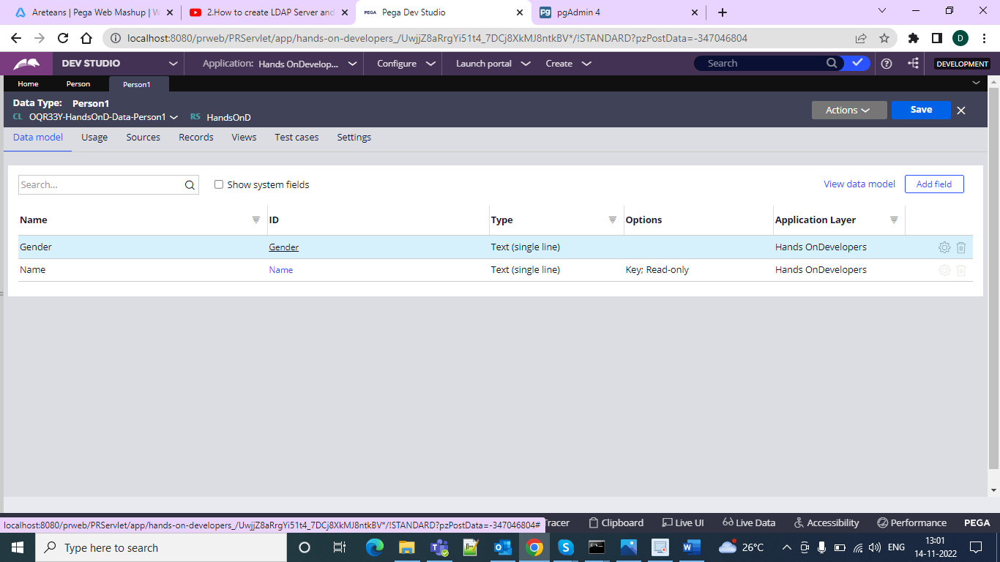 Areteans | Pega Web Mashup | W
2.How to create LDAP Server and
PEGA Pega Dev Studio
pg pgAdmin 4
localhost:8080/prweb/PRServlet/app/hands-on-developers_/UwjjZ8aRrgYi51t4_7DCj8XkMJ8ntkBV*/!STANDARD?pzPostData=-347046804
D
DEV STUDIO
Application: Hands OnDevelop...
Configure
Launch portal
Create
Search
DEVELOPMENT
Home
Person
Person1
Data Type: Person1
CL OQR33Y-HandsOnD-Data-Person1
RS HandsOnD
Actions
Save
Data model
Usage
Sources
Records
Views
Test cases
Settings
Search...
Show system fields
View data model
Add field
Name ID Type Options Application Layer
Gender Gender Text (single line) Hands OnDevelopers
Name Name Text (single line) Key; Read-only Hands OnDevelopers
localhost:8080/prweb/PRServlet/app/hands-on-developers_/UwjjZ8aRrgYi51t4_7DCj8XkMJ8ntkBV*/!STANDARD?pzPostData=-347046804#
racer
Clipboard
Live UI
Live Data
Accessibility
Performance
PEGA
Type here to search
26°C
ENG
13:01
14-11-2022